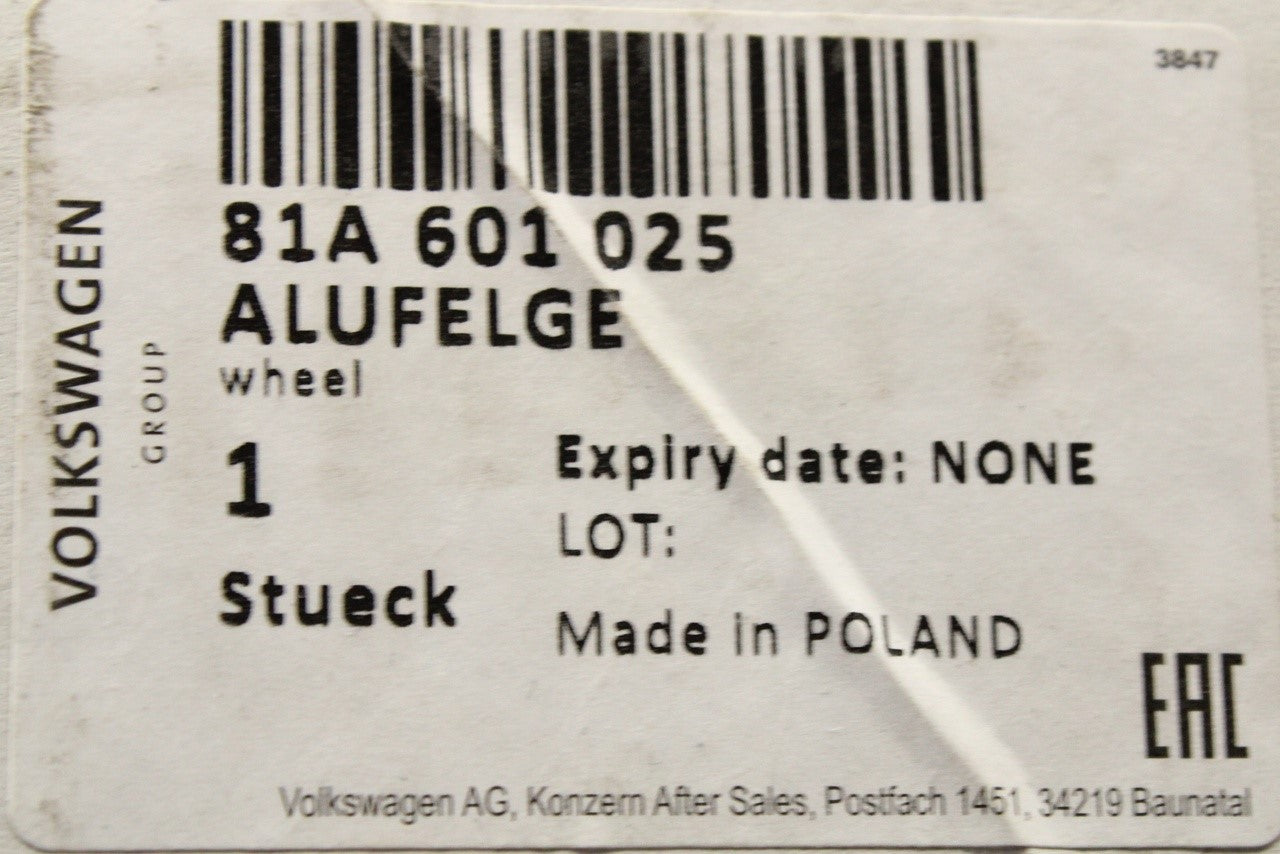 3847
81A 601 025
ALUFELGE
wheel
1
Stueck
Expiry date: NONE
LOT:
Made in POLAND
VOLKSWAGEN
GROUP
EAC
Volkswagen AG, Konzern After Sales, Postfach 1451, 34219 Baunatal